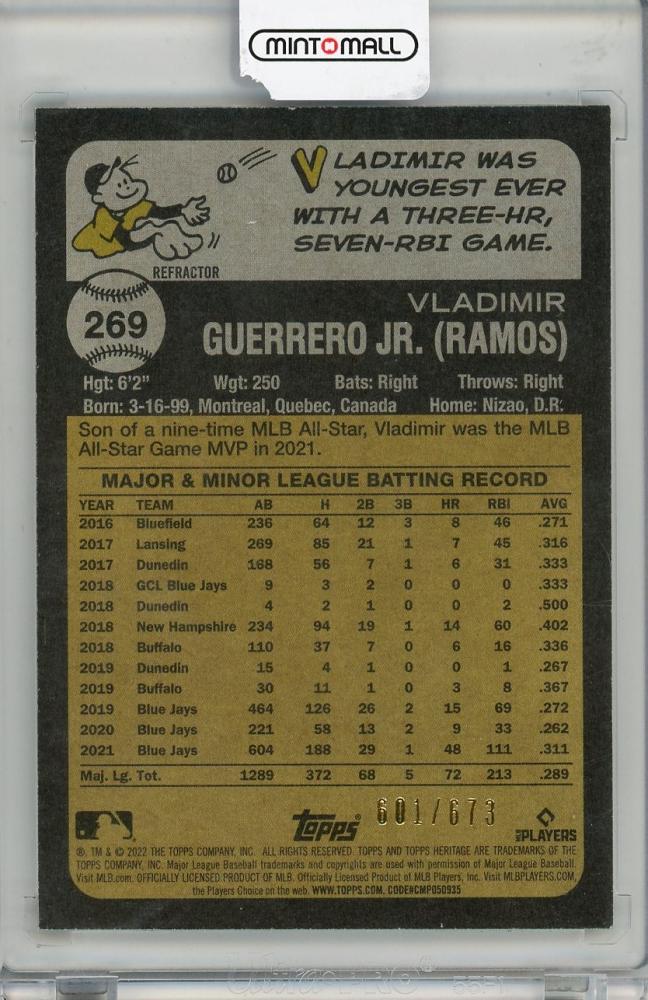 MINTOMALL
VLADIMIR WAS
YOUNGEST EVER
WITH A THREE-HR,
SEVEN-RBI GAME.
REFRACTOR
269
VLADIMIR
GUERRERO JR. (RAMOS)
Hgt: 6'2" Wgt: 250 Bats: Right Throws: Right
Born: 3-16-99, Montreal, Quebec, Canada Home: Nizao, D.R.
Son of a nine-time MLB All-Star, Vladimir was the MLB
All-Star Game MVP in 2021.
MAJOR & MINOR LEAGUE BATTING RECORD
YEAR TEAM AB H 2B 3B HR RBI AVG
2016 Bluefield 236 64 12 3 8 46 .271
2017 Lansing 269 85 21 1 7 45 .316
2017 Dunedin 168 56 7 1 6 31 .333
2018 GCL Blue Jays 9 3 2 0 0 0 .333
2018 Dunedin 4 2 1 0 0 2 .500
2018 New Hampshire 234 94 19 1 14 60 .402
2018 Buffalo 110 37 7 0 6 16 .336
2019 Dunedin 15 4 1 0 0 1 .267
2019 Buffalo 30 11 1 0 3 8 .367
2019 Blue Jays 464 126 26 2 15 69 .272
2020 Blue Jays 221 58 13 2 9 33 .262
2021 Blue Jays 604 188 29 1 48 111 .311
Maj. Lg. Tot. 1289 372 68 5 72 213 .289
Topps 601/673
PLAYERS
®, TM & © 2022 THE TOPPS COMPANY, INC. ALL RIGHTS RESERVED. TOPPS AND TOPPS HERITAGE ARE TRADEMARKS OF THE
TOPPS COMPANY, INC. Major League Baseball trademarks and copyrights are used with permission of Major League Baseball.
Visit MLB.com. OFFICIALLY LICENSED PRODUCT OF MLB. Officially Licensed Product of MLB Players, Inc. Visit MLBPLAYERS.COM,
the Players Choice on the web. WWW.TOPPS.COM. CODE#CMP050935
Ultra PRO®